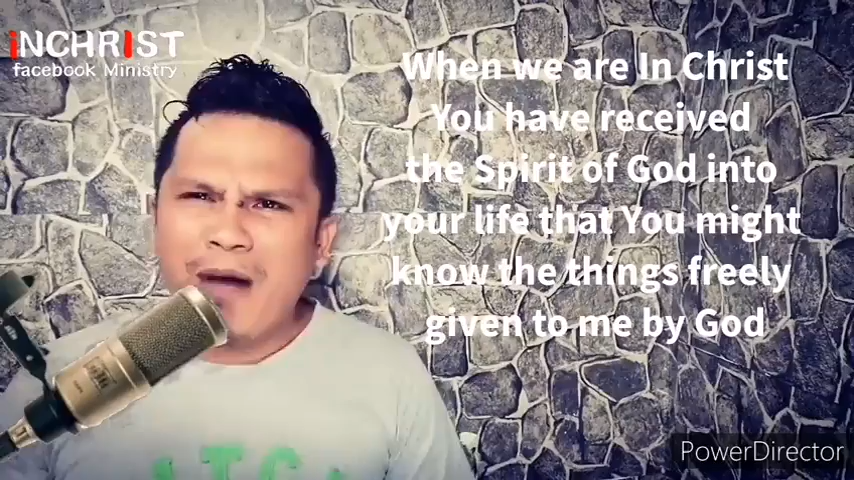 iNCHRIST
facebook Ministry
When we are In Christ
You have received
the Spirit of God into
your life that You might
know the things freely
given to me by God
PowerDirector